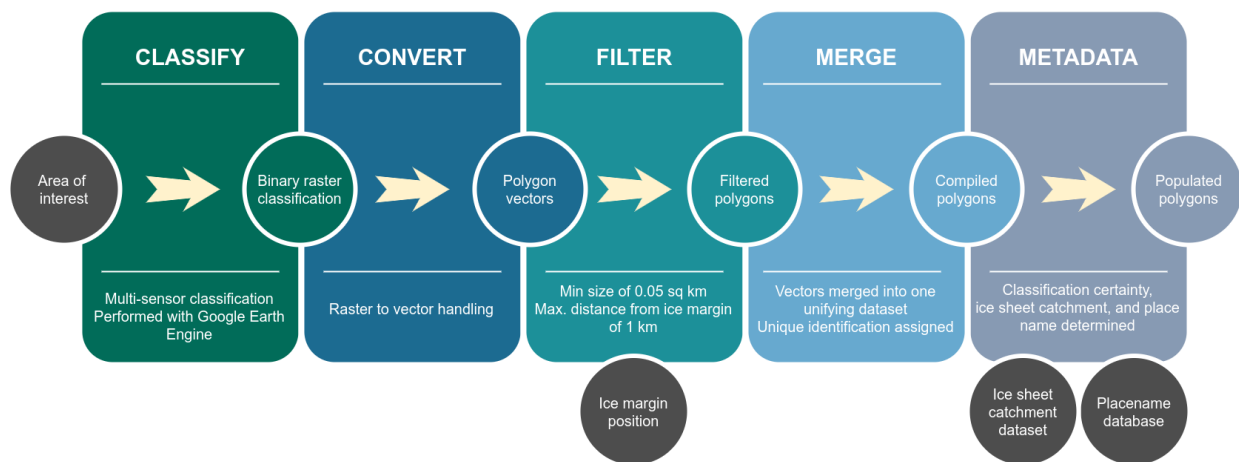 CLASSIFY
CONVERT
FILTER
MERGE
METADATA
Area of
interest
Binary raster
classification
Polygon
vectors
Filtered
polygons
Compiled
polygons
Populated
polygons
Multi-sensor classification
Performed with Google Earth
Engine
Raster to vector handling
Min size of 0.05 sq km
Max. distance from ice margin
of 1 km
Vectors merged into one
unifying dataset
Unique identification assigned
Classification certainty,
ice sheet catchment, and place
name determined
Ice margin
position
Ice sheet
catchment
dataset
Placename
database